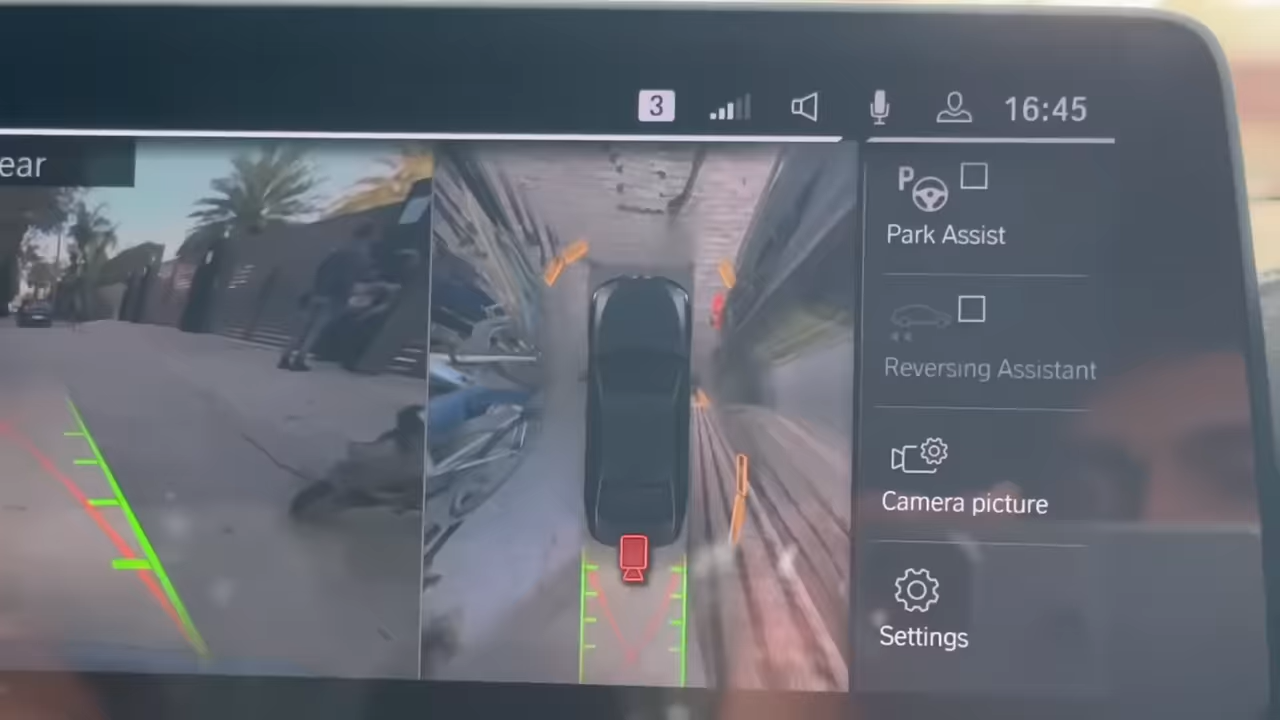 3
16:45
ear
P
Park Assist
Reversing Assistant
Camera picture
Settings